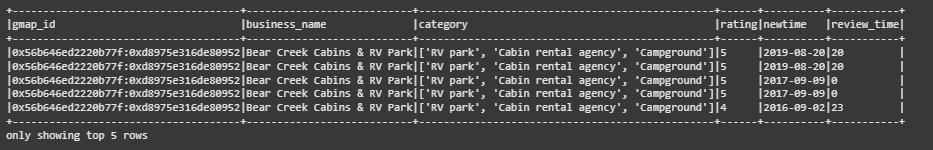 +-------------------------------------+----------------------------+---------------------------------------------------+------+----------+-----------+
|gmap_id                              |business_name               |category                                           |rating|newtime   |review_time|
+-------------------------------------+----------------------------+---------------------------------------------------+------+----------+-----------+
|0x56b646ed2220b77f:0xd8975e316de80952|Bear Creek Cabins & RV Park|['RV park', 'Cabin rental agency', 'Campground']|5     |2019-08-20|20         |
|0x56b646ed2220b77f:0xd8975e316de80952|Bear Creek Cabins & RV Park|['RV park', 'Cabin rental agency', 'Campground']|5     |2019-08-20|20         |
|0x56b646ed2220b77f:0xd8975e316de80952|Bear Creek Cabins & RV Park|['RV park', 'Cabin rental agency', 'Campground']|5     |2017-09-09|0          |
|0x56b646ed2220b77f:0xd8975e316de80952|Bear Creek Cabins & RV Park|['RV park', 'Cabin rental agency', 'Campground']|5     |2017-09-09|0          |
|0x56b646ed2220b77f:0xd8975e316de80952|Bear Creek Cabins & RV Park|['RV park', 'Cabin rental agency', 'Campground']|4     |2016-09-02|23         |
+-------------------------------------+----------------------------+---------------------------------------------------+------+----------+-----------+
only showing top 5 rows